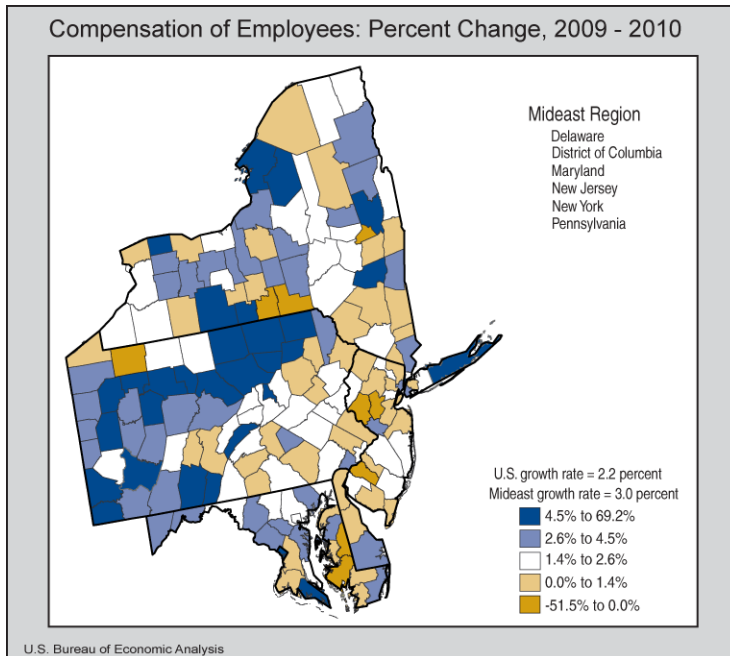 Compensation of Employees: Percent Change, 2009 - 2010
Mideast Region
Delaware
District of Columbia
Maryland
New Jersey
New York
Pennsylvania
U.S. growth rate = 2.2 percent
Mideast growth rate = 3.0 percent
4.5% to 69.2%
2.6% to 4.5%
1.4% to 2.6%
0.0% to 1.4%
-51.5% to 0.0%
U.S. Bureau of Economic Analysis